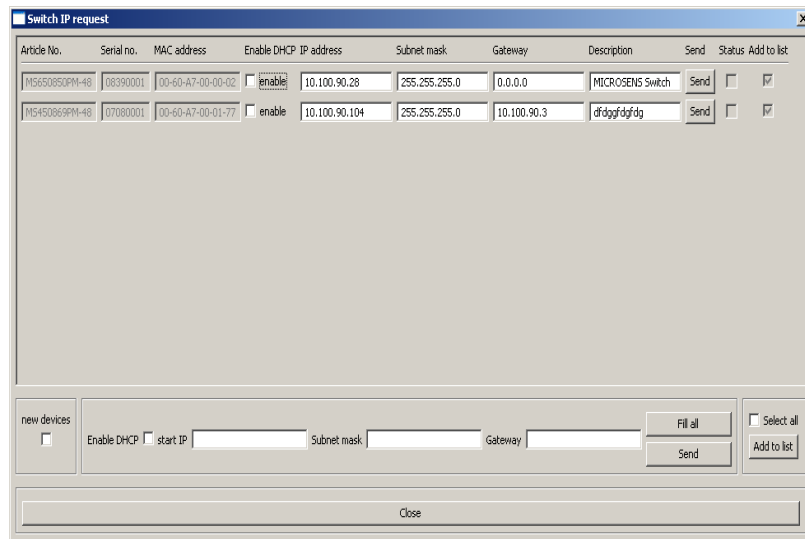 Switch IP request
Article No. Serial no. MAC address Enable DHCP IP address Subnet mask Gateway Description Send Status Add to list
MS650850PM-48 08390001 00-60-A7-00-00-02 enable 10.100.90.28 255.255.255.0 0.0.0.0 MICROSENS Switch Send
MS450869PM-48 07080001 00-60-A7-00-01-77 enable 10.100.90.104 255.255.255.0 10.100.90.3 dfdggfdgfdg Send
new devices
Enable DHCP start IP Subnet mask Gateway
Fill all
Send
Select all
Add to list
Close